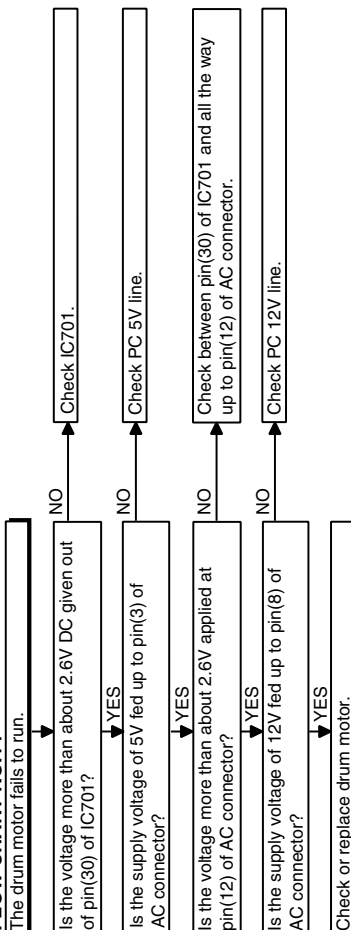 The drum motor fails to run.
Is the voltage more than about 2.6V DC given out
of pin(30) of IC701?
NO
Check IC701.
YES
Is the supply voltage of 5V fed up to pin(3) of
AC connector?
NO
Check PC 5V line.
YES
Is the voltage more than about 2.6V applied at
pin(12) of AC connector?
NO
Check between pin(30) of IC701 and all the way
up to pin(12) of AC connector.
YES
Is the supply voltage of 12V fed up to pin(8) of
AC connector?
NO
Check PC 12V line.
YES
Check or replace drum motor.